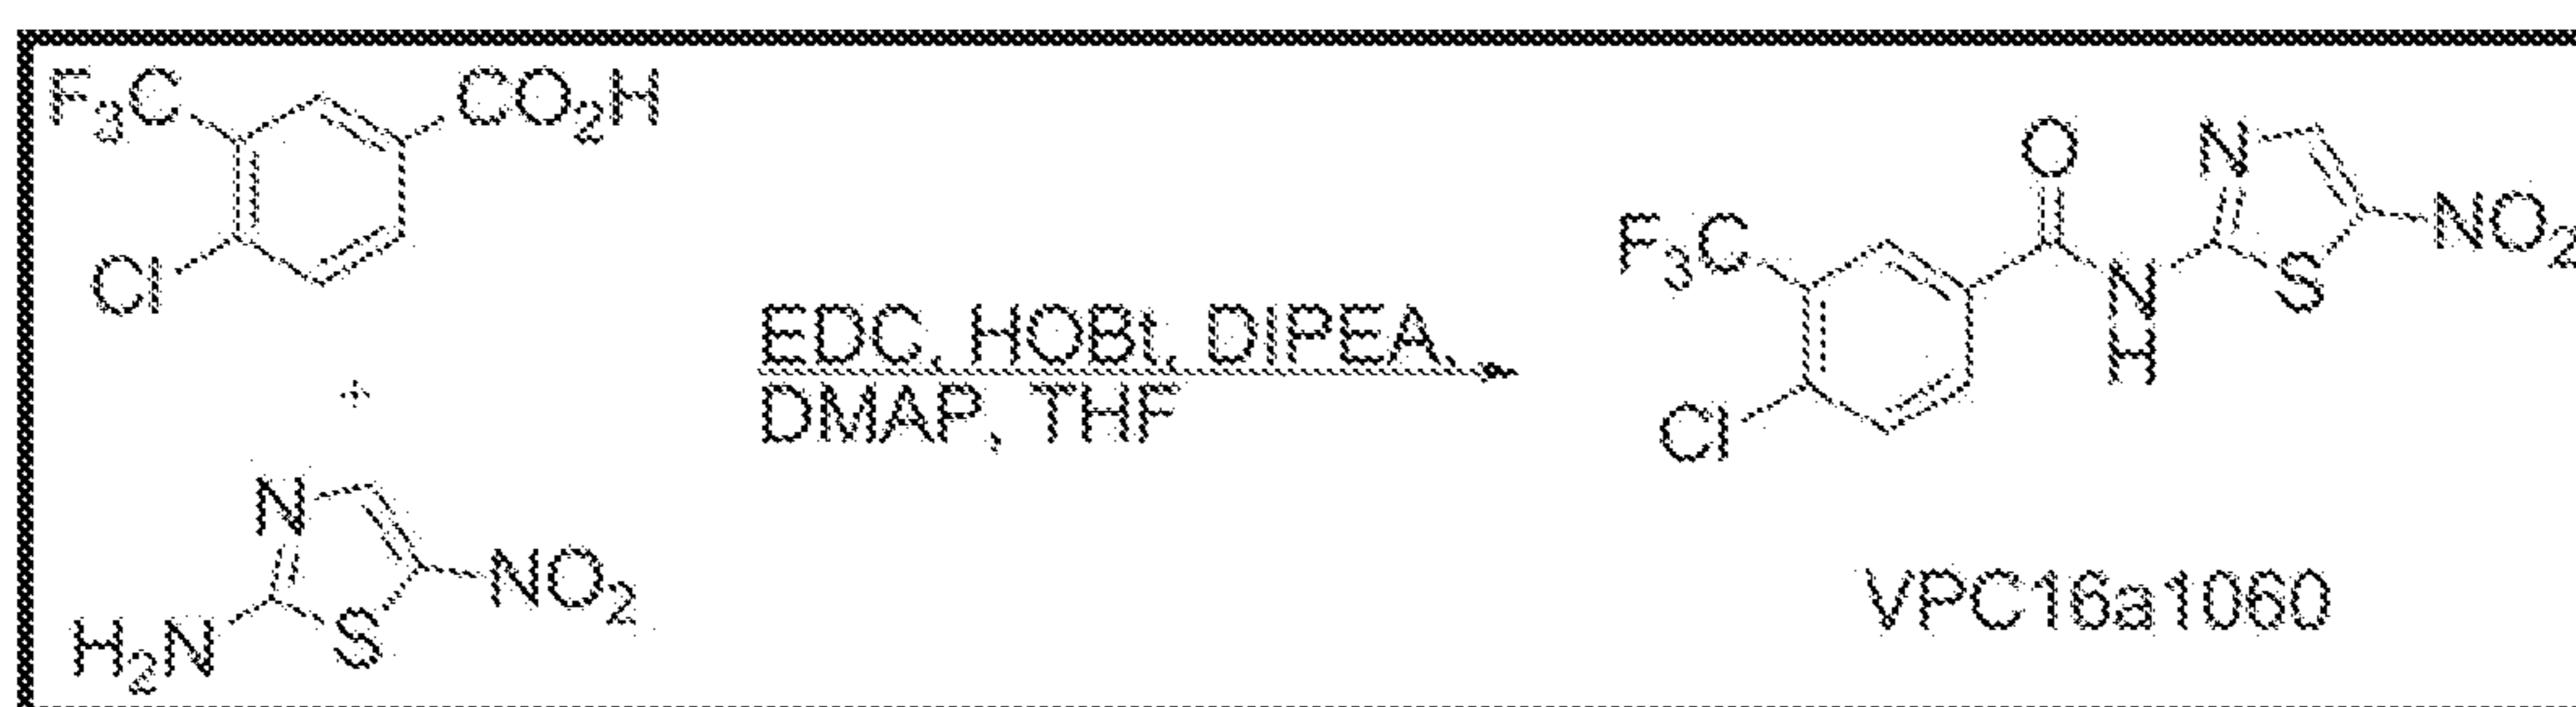 F₃C CO₂H
Cl
+
N
NO₂
H₂N S
EDC, HOBt, DIPEA,
DMAP, THF
O N
F₃C NO₂
N S
H
Cl
VPC16a1060